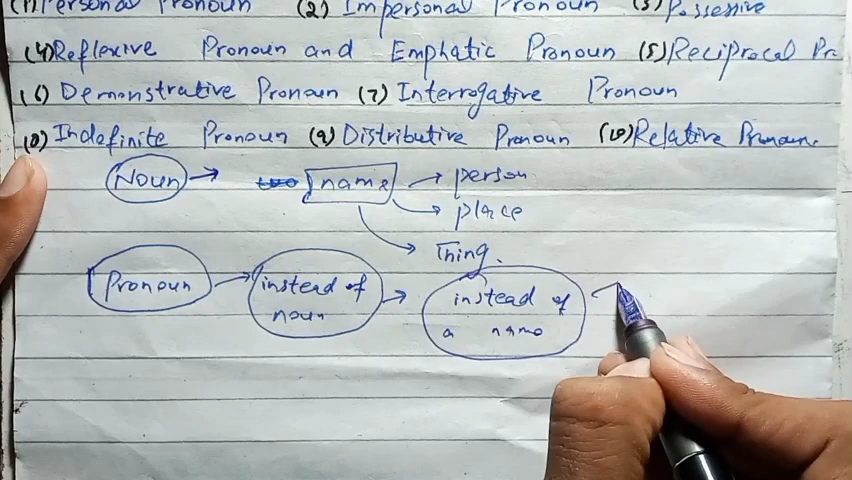 (1) Personal Pronoun (2) Impersonal Pronoun (3) Possessive
(4) Reflexive Pronoun and Emphatic Pronoun (5) Reciprocal Pr
(6) Demonstrative Pronoun (7) Interrogative Pronoun
(8) Indefinite Pronoun (9) Distributive Pronoun (10) Relative Pronoun.
Noun → name → person
→ place
→ Thing.
Pronoun → instead of noun → instead of a name